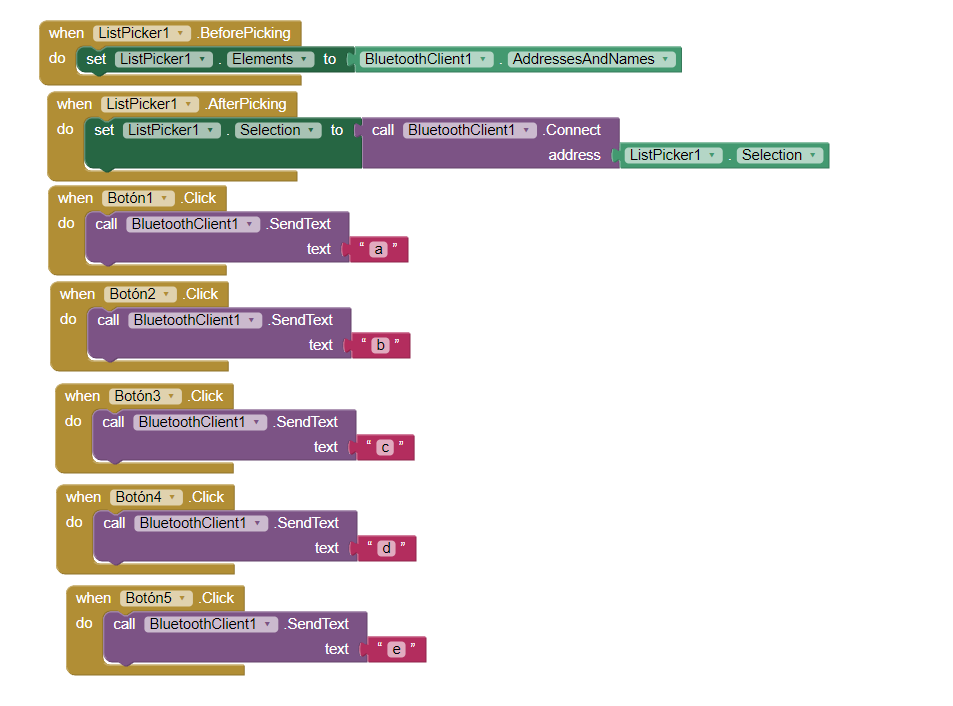 when ListPicker1 .BeforePicking
do set ListPicker1 . Elements to BluetoothClient1 . AddressesAndNames
when ListPicker1 .AfterPicking
do set ListPicker1 . Selection to call BluetoothClient1 .Connect
address ListPicker1 . Selection
when Botón1 .Click
do call BluetoothClient1 .SendText
text “ a ”
when Botón2 .Click
do call BluetoothClient1 .SendText
text “ b ”
when Botón3 .Click
do call BluetoothClient1 .SendText
text “ c ”
when Botón4 .Click
do call BluetoothClient1 .SendText
text “ d ”
when Botón5 .Click
do call BluetoothClient1 .SendText
text “ e ”